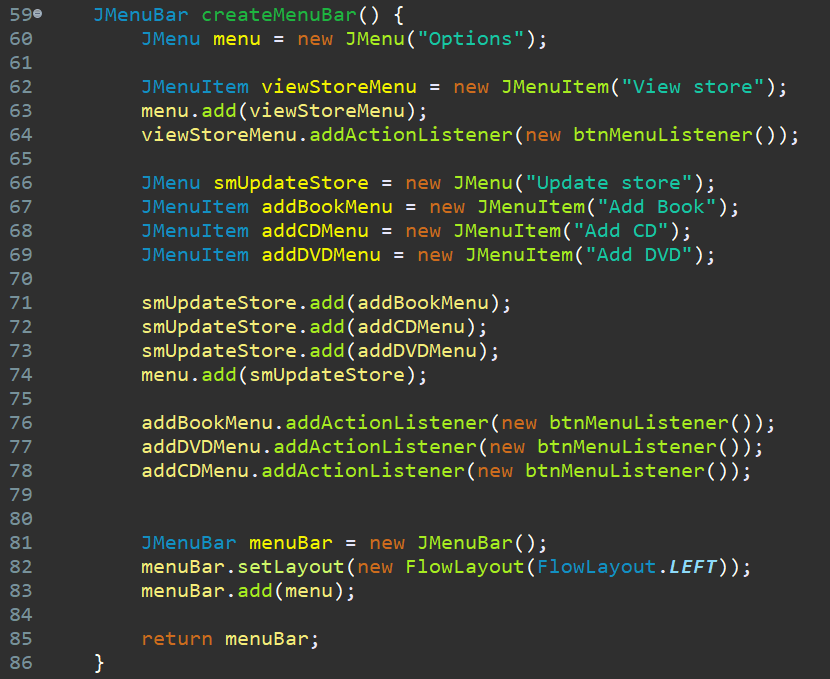 59 JMenuBar createMenuBar() {
60 JMenu menu = new JMenu("Options");
61
62 JMenuItem viewStoreMenu = new JMenuItem("View store");
63 menu.add(viewStoreMenu);
64 viewStoreMenu.addActionListener(new btnMenuListener());
65
66 JMenu smUpdateStore = new JMenu("Update store");
67 JMenuItem addBookMenu = new JMenuItem("Add Book");
68 JMenuItem addCDMenu = new JMenuItem("Add CD");
69 JMenuItem addDVDMenu = new JMenuItem("Add DVD");
70
71 smUpdateStore.add(addBookMenu);
72 smUpdateStore.add(addCDMenu);
73 smUpdateStore.add(addDVDMenu);
74 menu.add(smUpdateStore);
75
76 addBookMenu.addActionListener(new btnMenuListener());
77 addDVDMenu.addActionListener(new btnMenuListener());
78 addCDMenu.addActionListener(new btnMenuListener());
79
80
81 JMenuBar menuBar = new JMenuBar();
82 menuBar.setLayout(new FlowLayout(FlowLayout.LEFT));
83 menuBar.add(menu);
84
85 return menuBar;
86 }